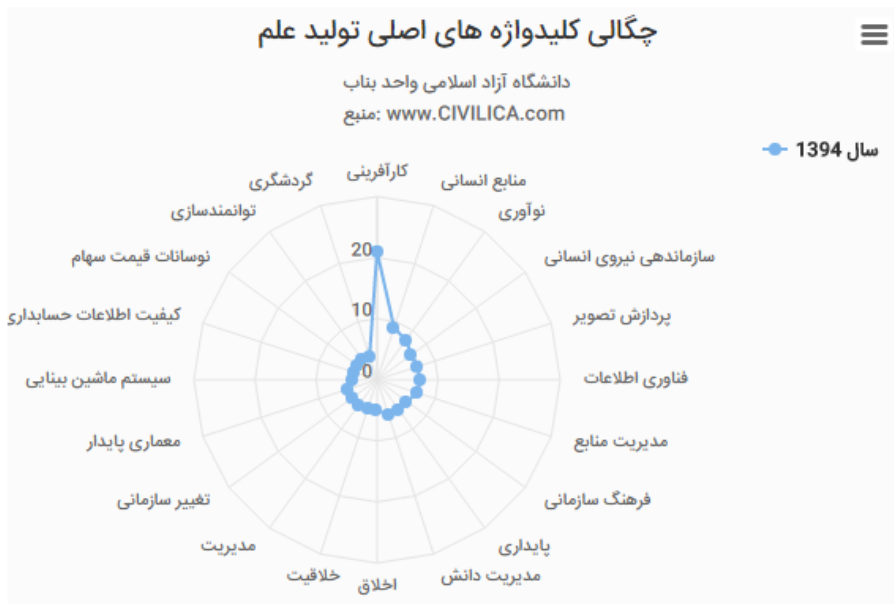 چگالی کلیدواژه های اصلی تولید علم
دانشگاه آزاد اسلامی واحد بناب
منبع: www.CIVILICA.com
سال 1394
کارآفرینی
منابع انسانی
نوآوری
سازماندهی نیروی انسانی
پردازش تصویر
فناوری اطلاعات
مدیریت منابع
فرهنگ سازمانی
پایداری
مدیریت دانش
اخلاق
خلاقیت
مدیریت
تغییر سازمانی
معماری پایدار
سیستم ماشین بینایی
کیفیت اطلاعات حسابداری
نوسانات قیمت سهام
توانمندسازی
گردشگری
20
10
0